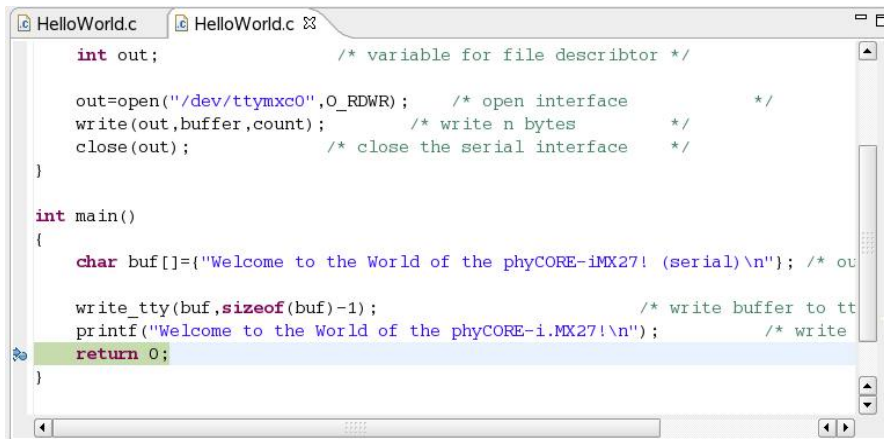 HelloWorld.c HelloWorld.c
int out; /* variable for file describtor */
out=open("/dev/ttymxc0",O_RDWR); /* open interface */
write(out,buffer,count); /* write n bytes */
close(out); /* close the serial interface */
}
int main()
{
char buf[]={"Welcome to the World of the phyCORE-iMX27! (serial)\n"}; /* ou
write_tty(buf,sizeof(buf)-1); /* write buffer to tt
printf("Welcome to the World of the phyCORE-i.MX27!\n"); /* write
return 0;
}